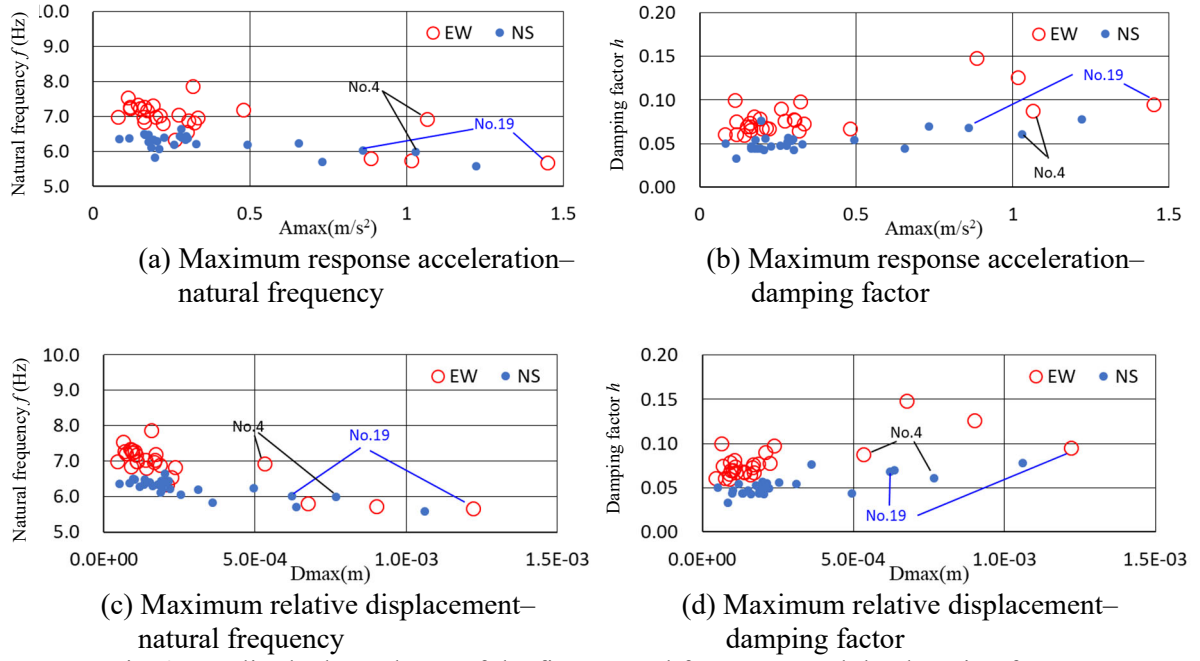 10.0
9.0
8.0
7.0
6.0
5.0
Natural frequency f (Hz)
EW NS
No.4
No.19
0 0.5 1 1.5
Amax(m/s²)
(a) Maximum response acceleration–
natural frequency
0.20
0.15
0.10
0.05
0.00
Damping factor h
EW NS
No.19
No.4
0 0.5 1 1.5
Amax(m/s²)
(b) Maximum response acceleration–
damping factor
10.0
9.0
8.0
7.0
6.0
5.0
Natural frequency f (Hz)
EW NS
No.4
No.19
0.0E+00 5.0E-04 1.0E-03 1.5E-03
Dmax(m)
(c) Maximum relative displacement–
natural frequency
0.20
0.15
0.10
0.05
0.00
Damping factor h
EW NS
No.4
No.19
0.0E+00 5.0E-04 1.0E-03 1.5E-03
Dmax(m)
(d) Maximum relative displacement–
damping factor